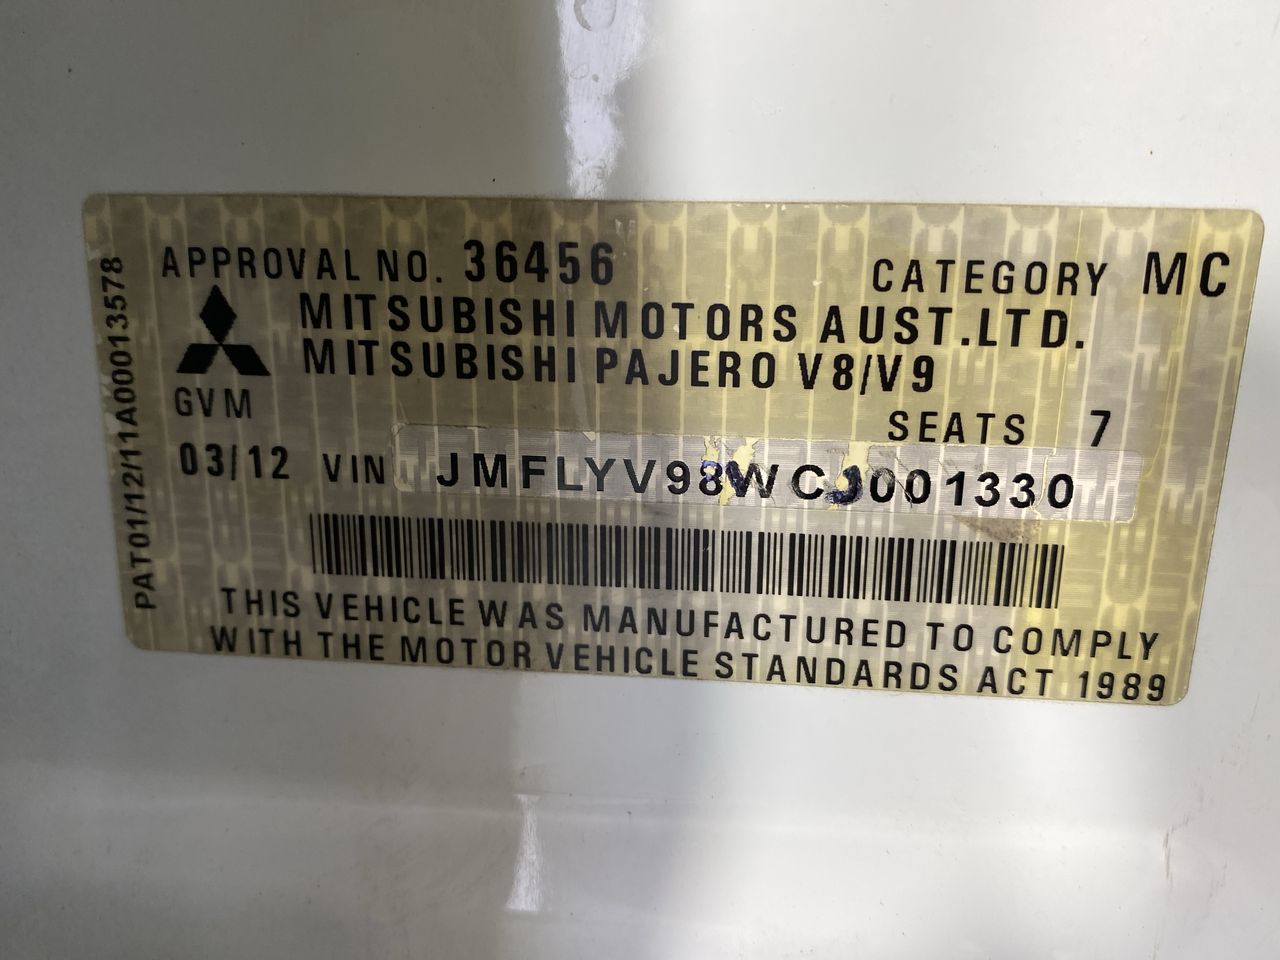 APPROVAL NO. 36456 CATEGORY MC
MITSUBISHI MOTORS AUST.LTD.
MITSUBISHI PAJERO V8/V9
GVM SEATS 7
03/12 VIN JMFLYV98WCJ001330
THIS VEHICLE WAS MANUFACTURED TO COMPLY
WITH THE MOTOR VEHICLE STANDARDS ACT 1989
PAT01/12/11A000013578